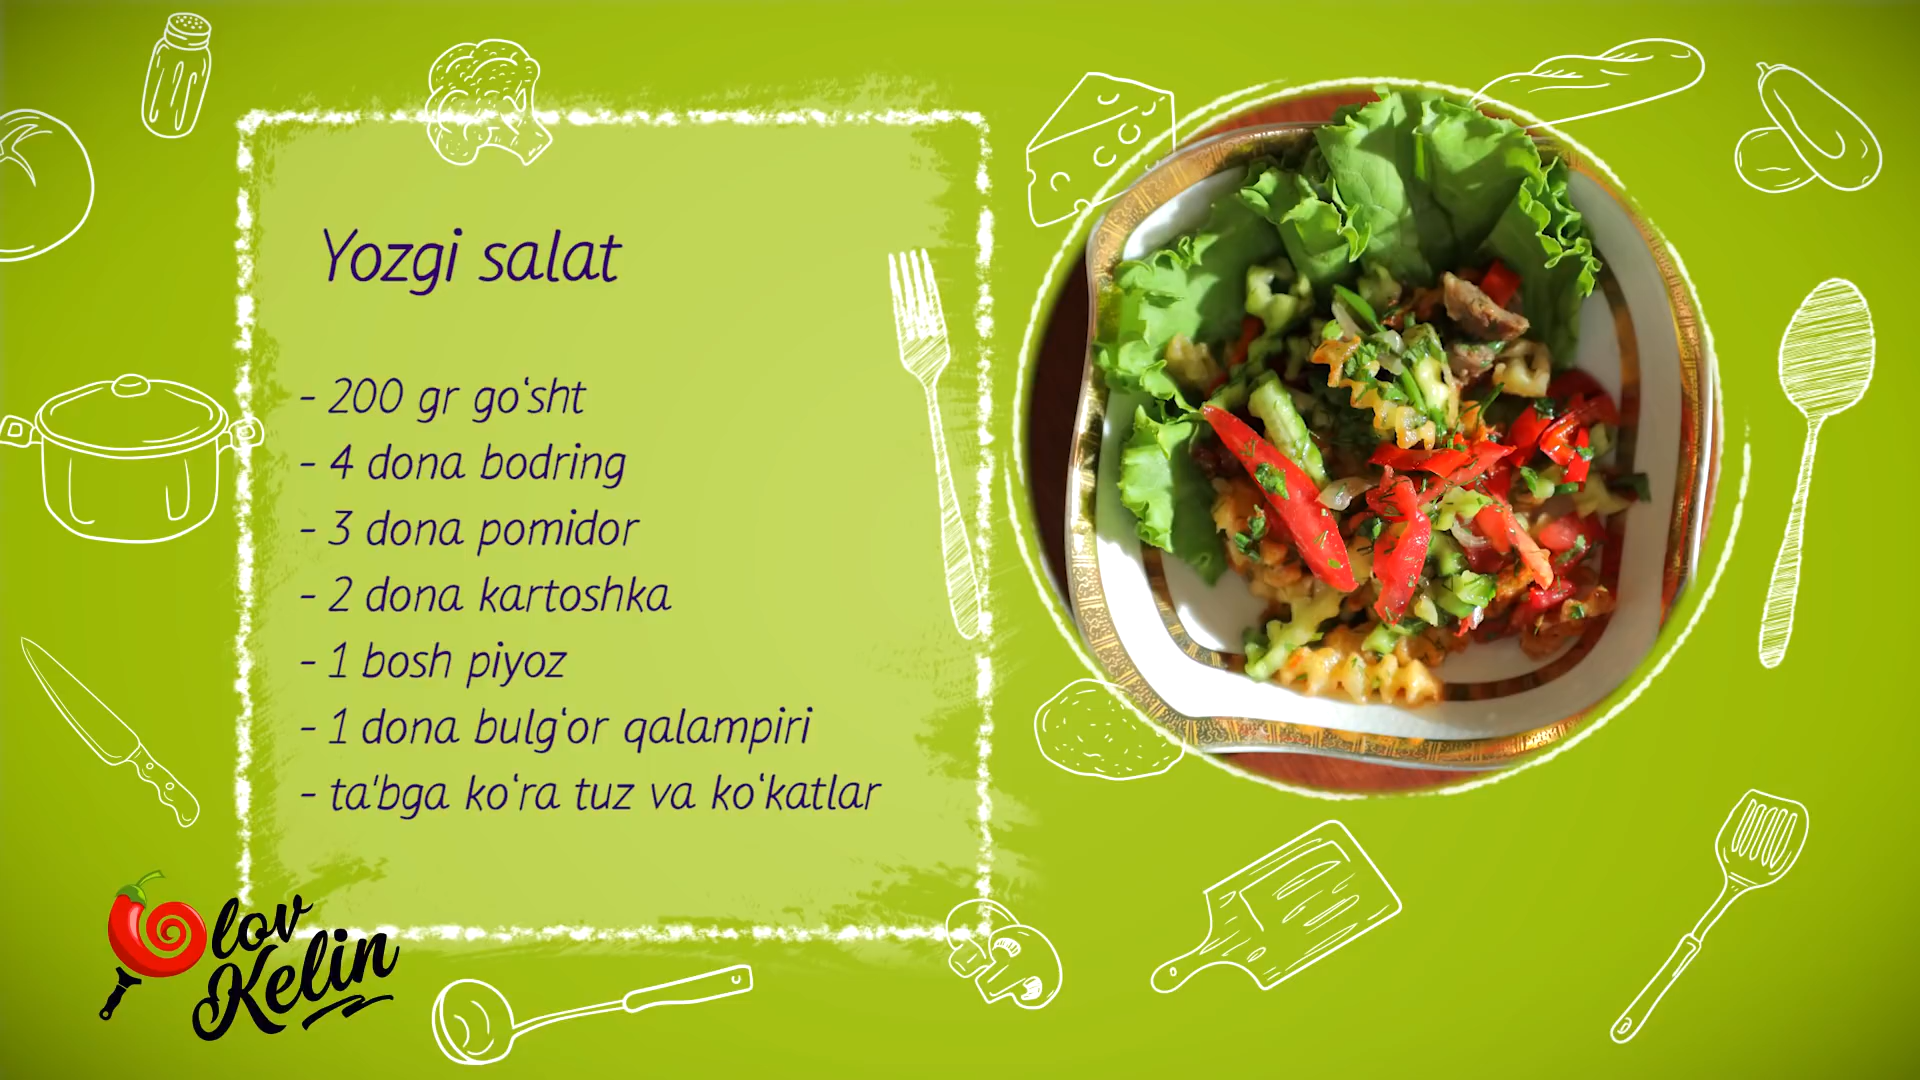 Yozgi salat
- 200 gr go‘sht
- 4 dona bodring
- 3 dona pomidor
- 2 dona kartoshka
- 1 bosh piyoz
- 1 dona bulg‘or qalampiri
- ta'bga ko‘ra tuz va ko‘katlar
Olov
Kelin